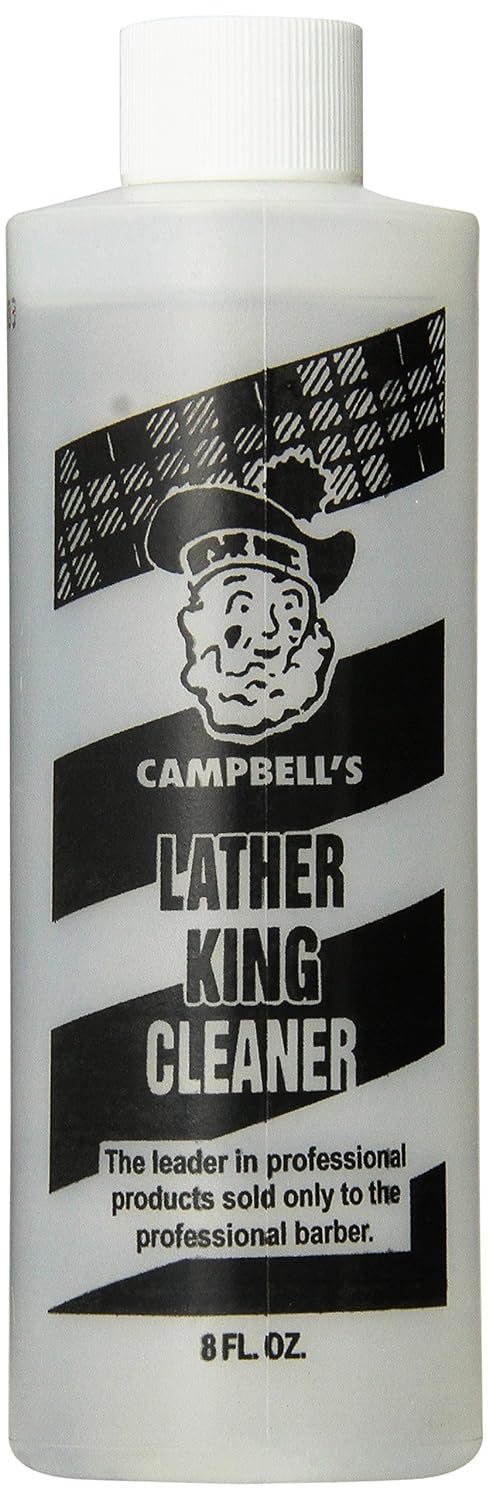 CAMPBELL'S
LATHER
KING
CLEANER
The leader in professional
products sold only to the
professional barber.
8 FL. OZ.